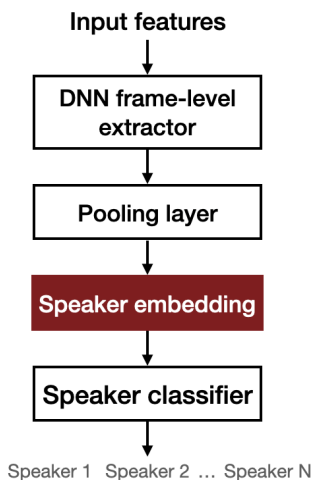 Input features
DNN frame-level
extractor
Pooling layer
Speaker embedding
Speaker classifier
Speaker 1 Speaker 2 ... Speaker N